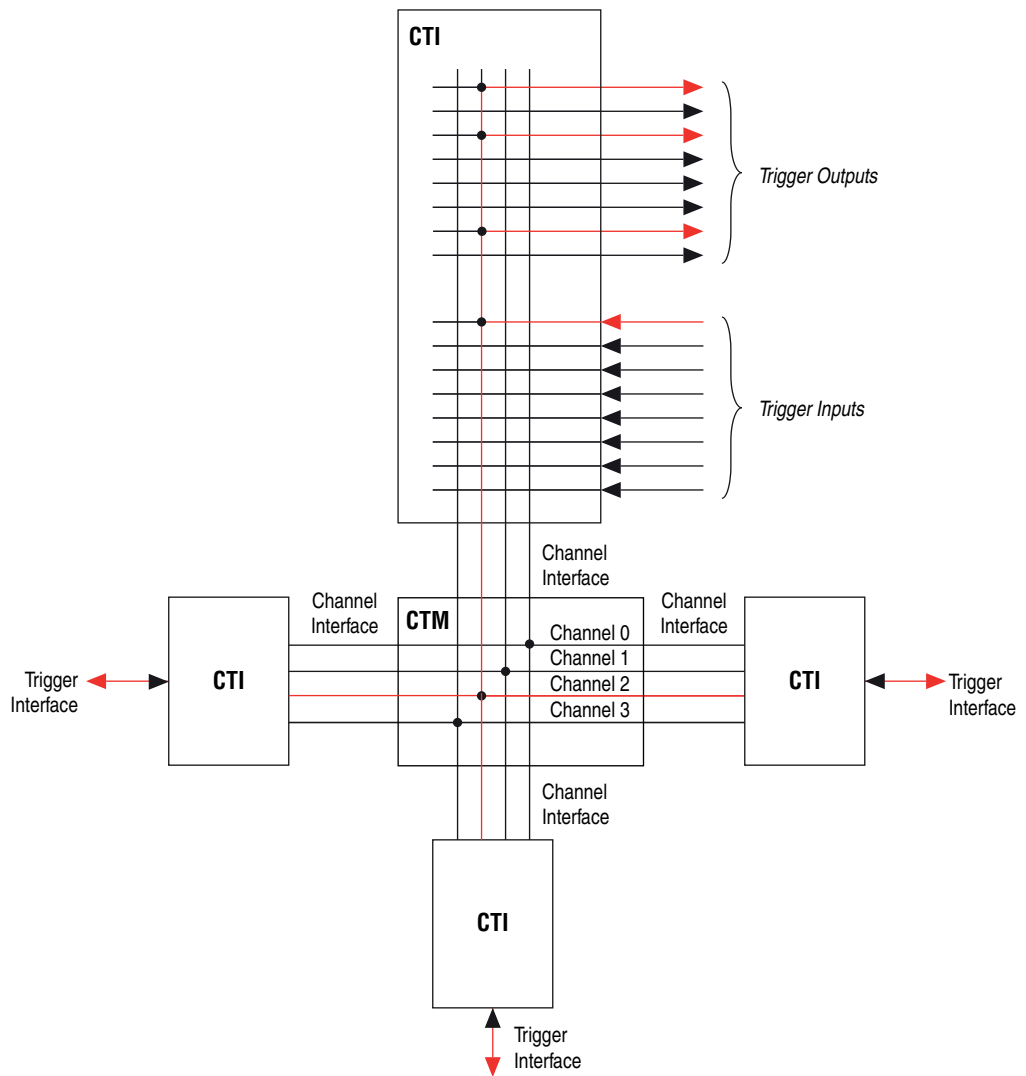 CTI
Trigger Outputs
Trigger Inputs
Channel
Interface
Channel
Interface
CTM
Channel
Interface
Channel 0
Channel 1
Channel 2
Channel 3
Trigger
Interface
CTI
CTI
Trigger
Interface
Channel
Interface
CTI
Trigger
Interface